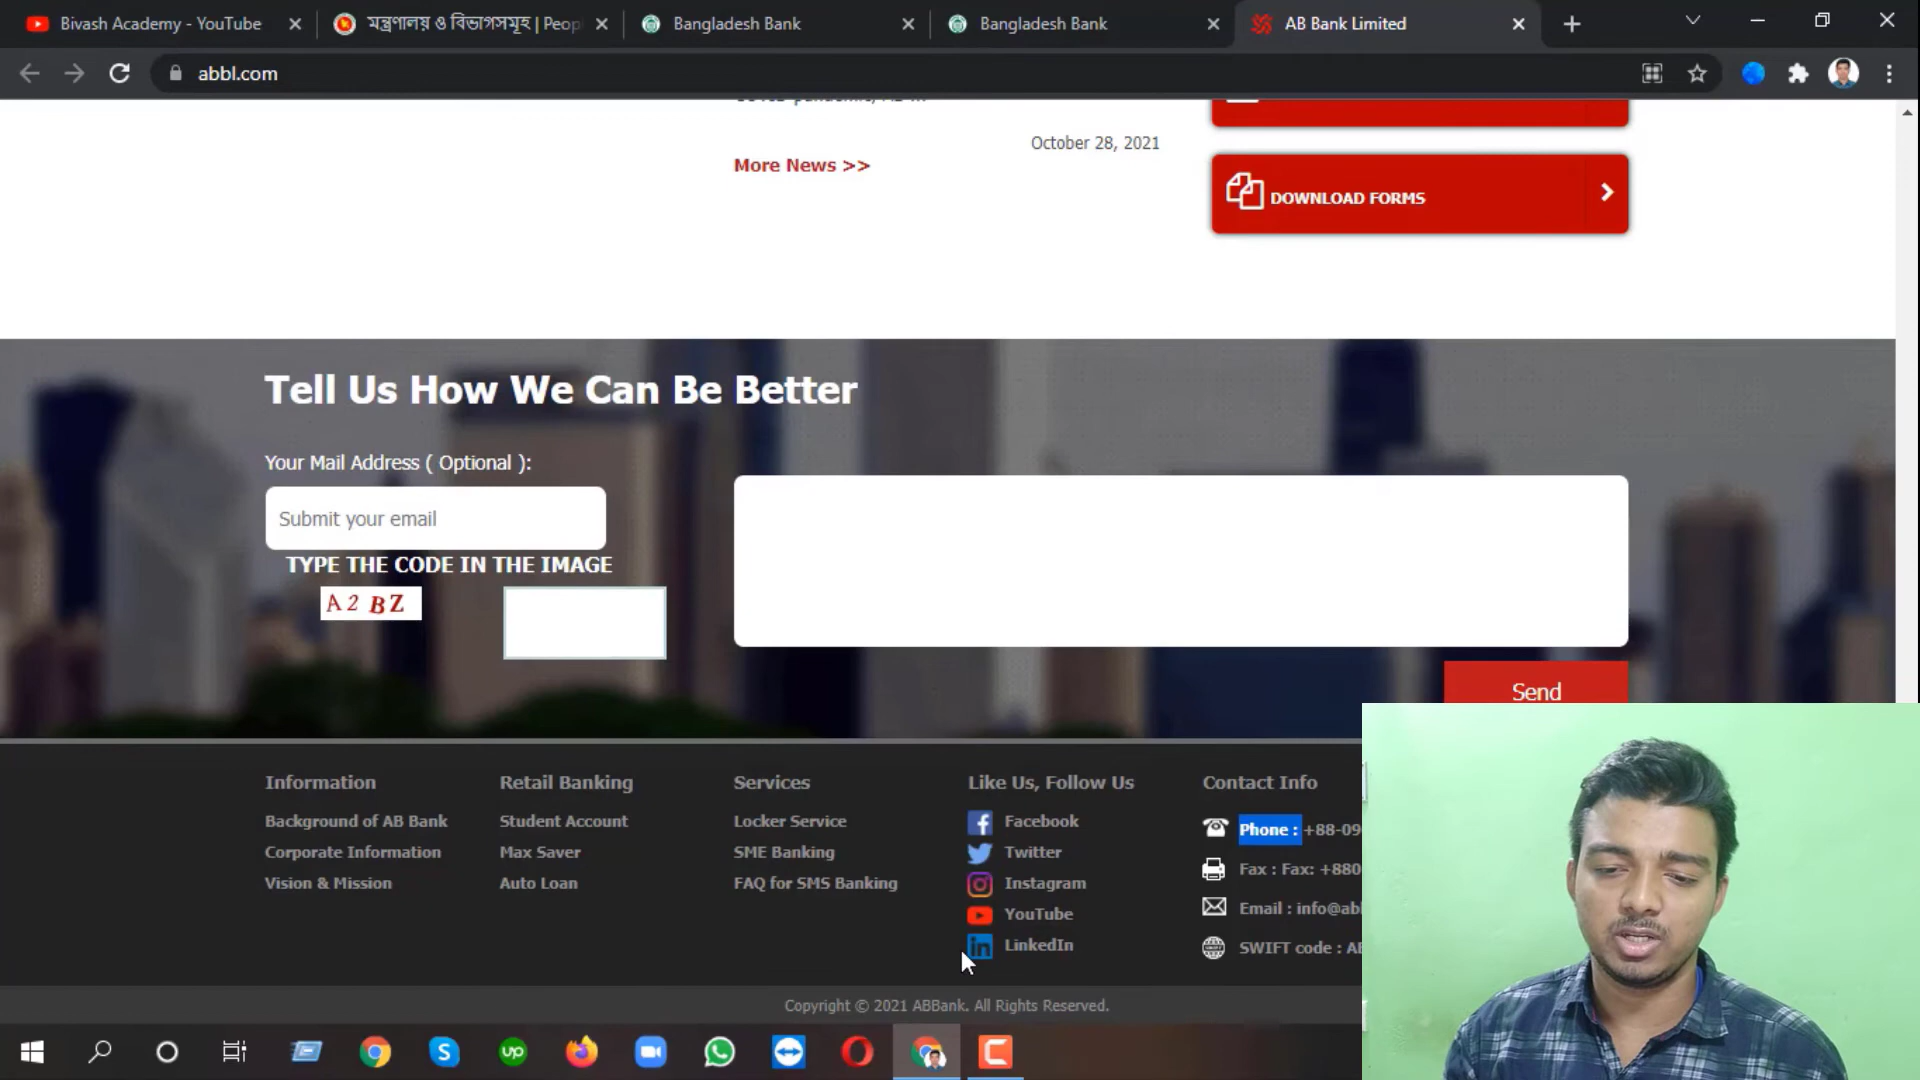 Bivash Academy - YouTube
মন্ত্রণালয় ও বিভাগসমূহ | Peop
Bangladesh Bank
Bangladesh Bank
AB Bank Limited
abbl.com
October 28, 2021
More News >>
DOWNLOAD FORMS
Tell Us How We Can Be Better
Your Mail Address ( Optional ):
Submit your email
TYPE THE CODE IN THE IMAGE
A2 BZ
Send
Information
Background of AB Bank
Corporate Information
Vision & Mission
Retail Banking
Student Account
Max Saver
Auto Loan
Services
Locker Service
SME Banking
FAQ for SMS Banking
Like Us, Follow Us
Facebook
Twitter
Instagram
YouTube
LinkedIn
Contact Info
Phone : +88-09
Fax : Fax: +880
Email : info@abl
SWIFT code : A
Copyright © 2021 ABBank. All Rights Reserved.